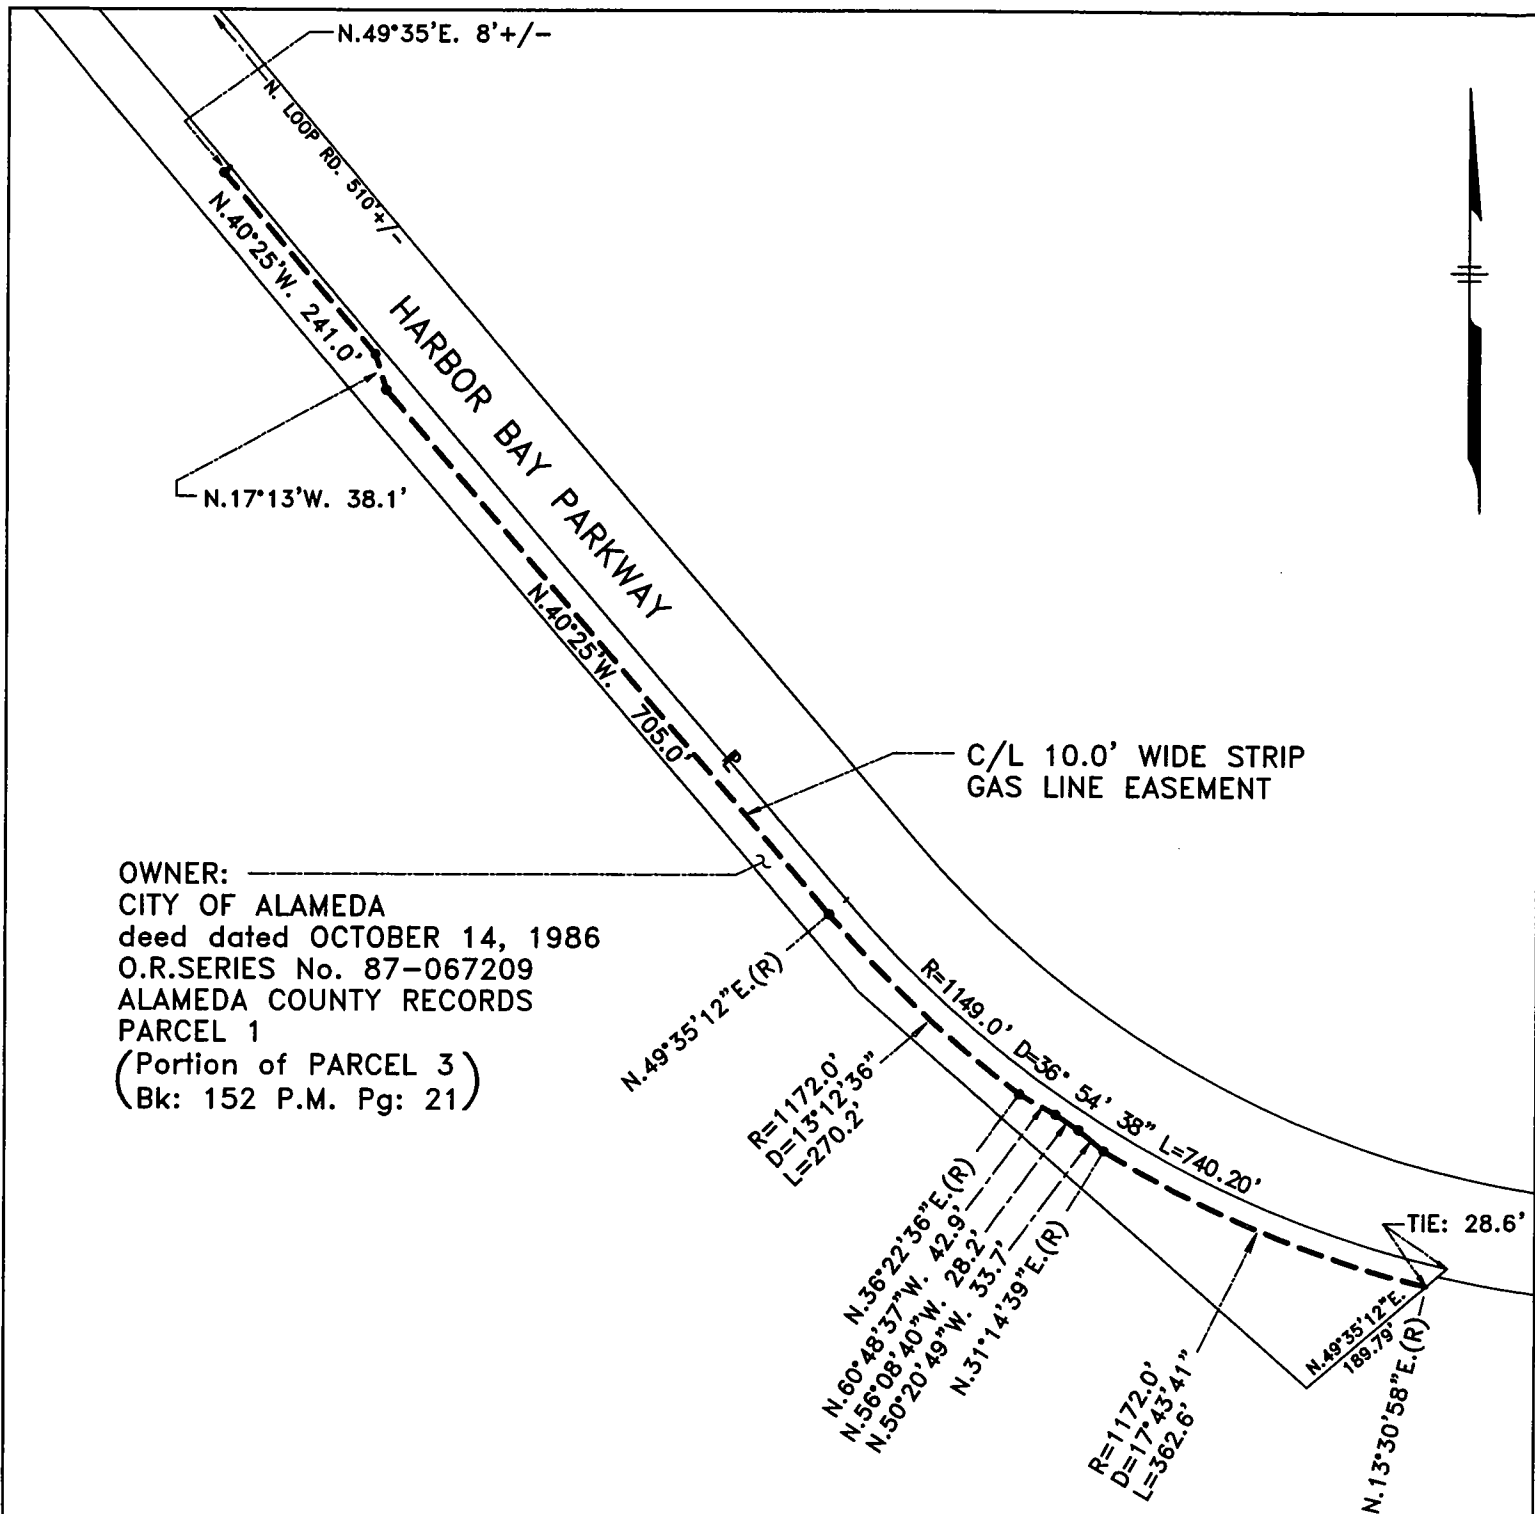 N.49°35'E. 8'+/-
N. LOOP RD. 510'+/-
N.40°25'W. 241.0'
HARBOR BAY PARKWAY
N.17°13'W. 38.1'
N.40°25'W. 705.0'
PL
C/L 10.0' WIDE STRIP
GAS LINE EASEMENT
OWNER:
CITY OF ALAMEDA
deed dated OCTOBER 14, 1986
O.R.SERIES No. 87-067209
ALAMEDA COUNTY RECORDS
PARCEL 1
(Portion of PARCEL 3
Bk: 152 P.M. Pg: 21)
N.49°35'12"E.(R)
R=1149.0' D=36° 54' 38" L=740.20'
R=1172.0'
D=13°12'36"
L=270.2'
N.36°22'36"E.(R)
N.60°48'37"W. 42.9'
N.56°08'40"W. 28.2'
N.50°20'49"W. 33.7'
N.31°14'39"E.(R)
TIE: 28.6'
N.49°35'12"E.
189.79'
R=1172.0'
D=17°43'41"
L=362.6'
N.13°30'58"E.(R)